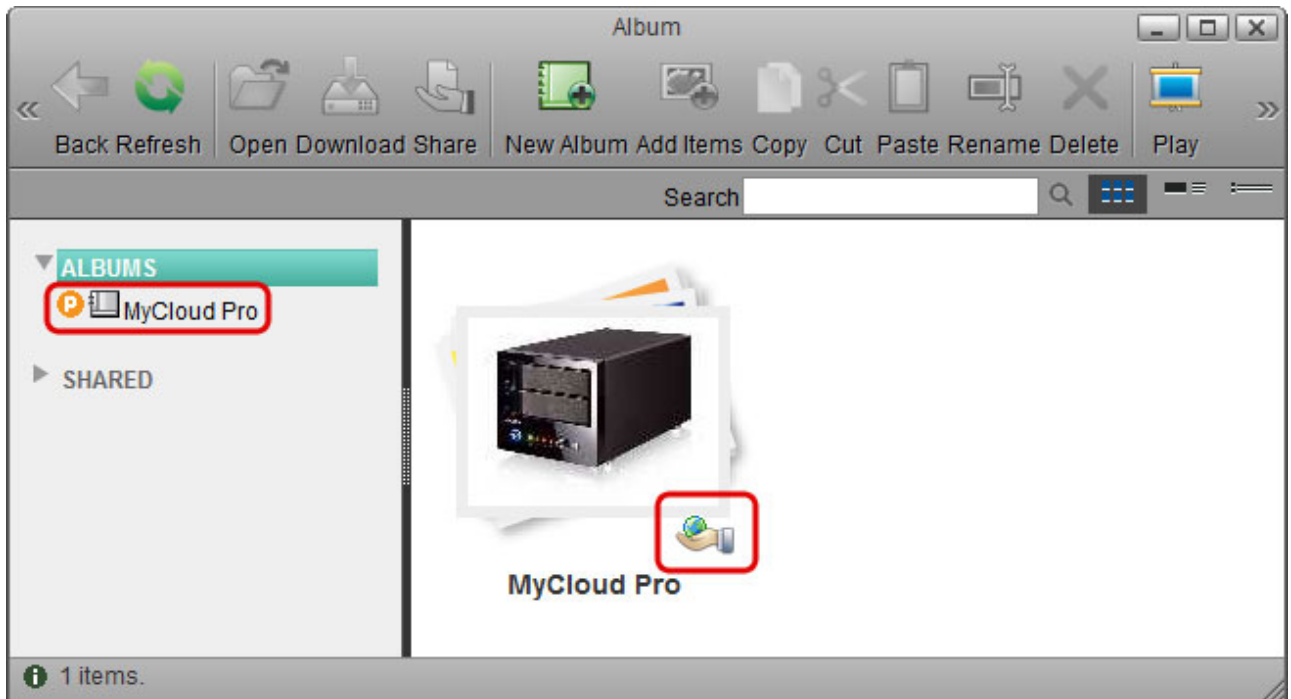 Album
Back Refresh Open Download Share New Album Add Items Copy Cut Paste Rename Delete Play
Search
ALBUMS
P MyCloud Pro
SHARED
MyCloud Pro
1 items.